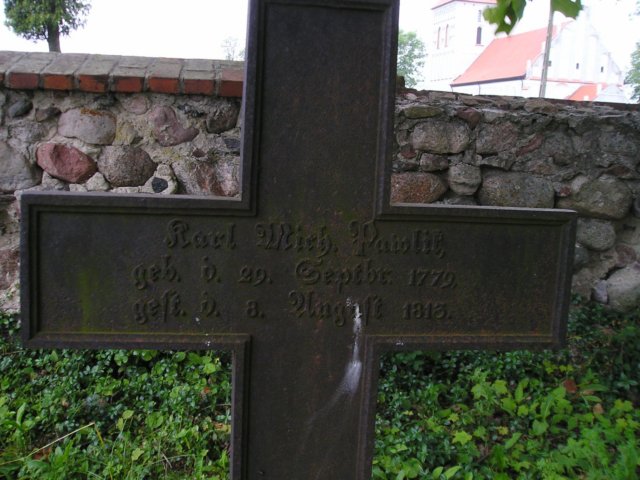 Karl Mich. Pawlik
geb. d. 29. Septbr. 1779.
gest. d. 8. August 1813.